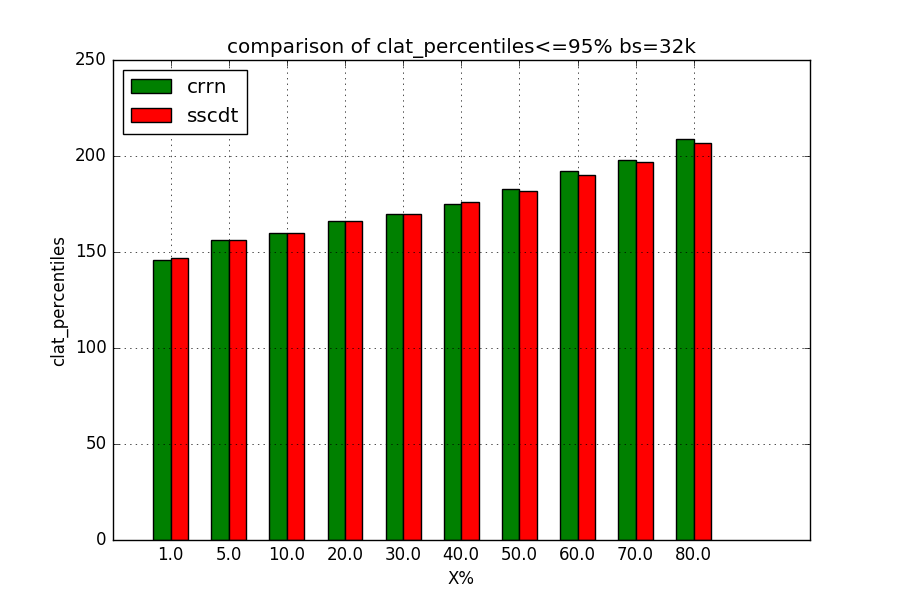 comparison of clat_percentiles<=95% bs=32k
250
200
150
100
50
0
clat_percentiles
crrn
sscdt
1.0 5.0 10.0 20.0 30.0 40.0 50.0 60.0 70.0 80.0
X%